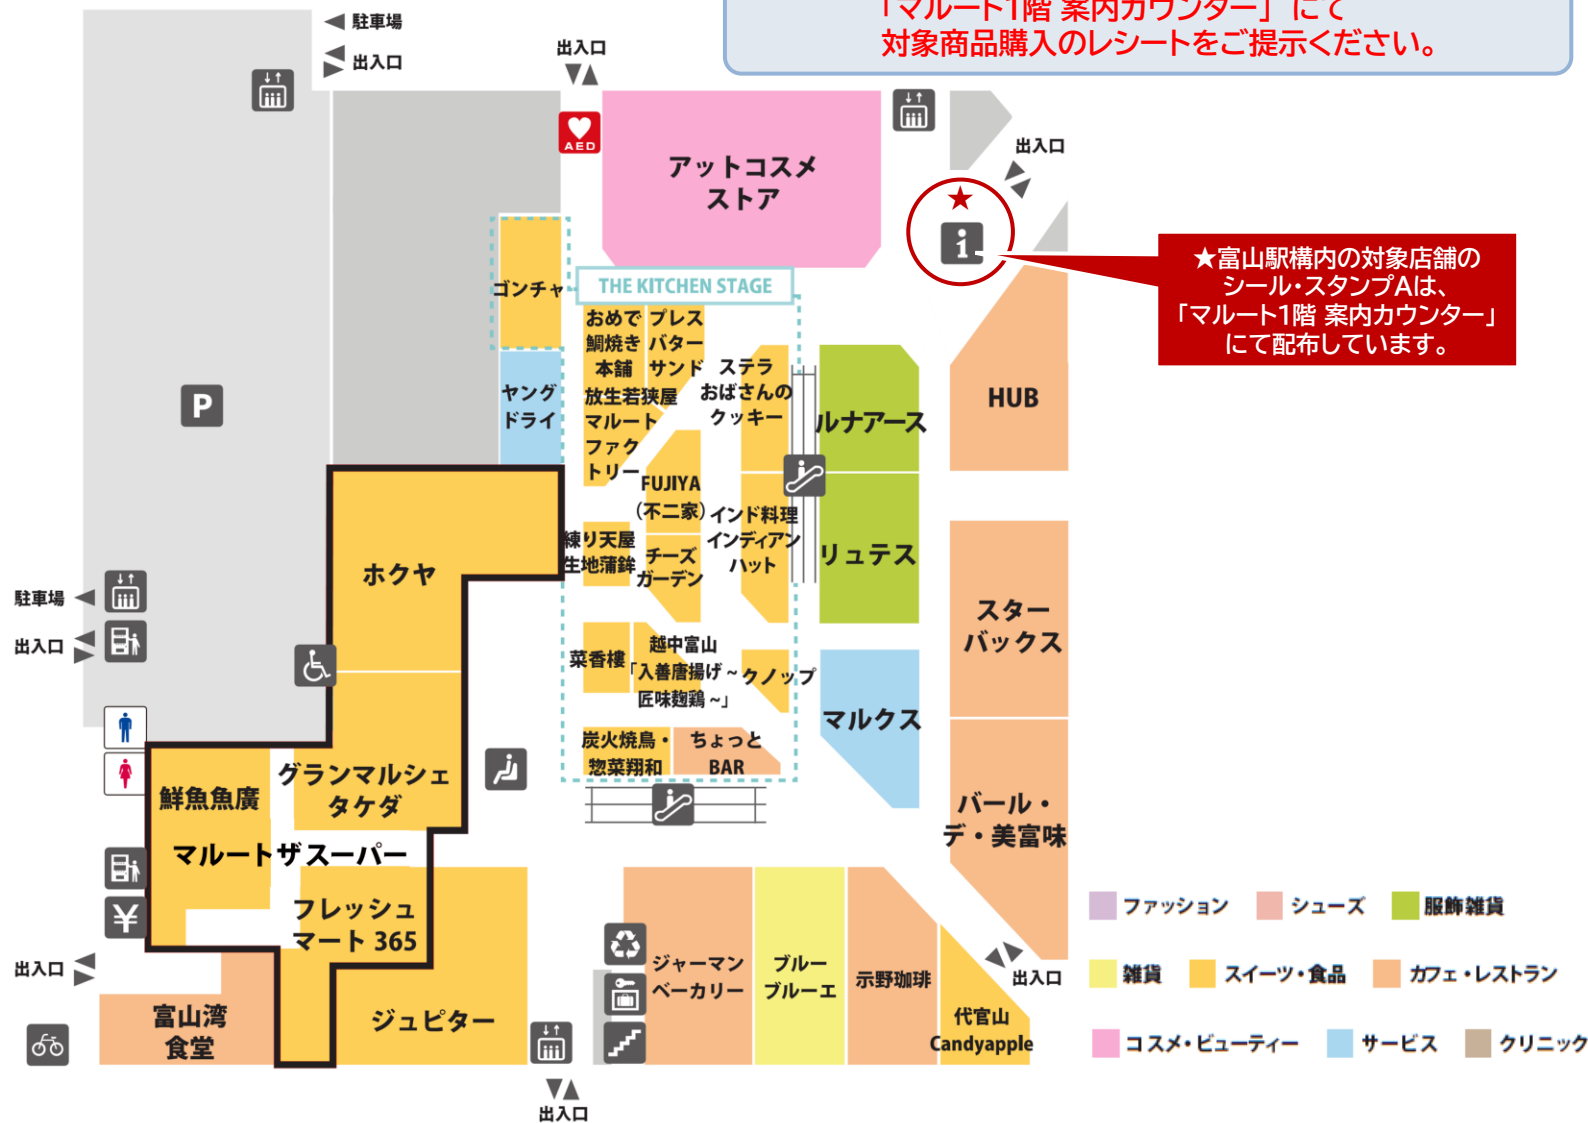 「マルート1階 案内カウンター」にて
対象商品購入のレシートをご提示ください。
駐車場
出入口
出入口
AED
アットコスメ
ストア
出入口
★
i
★富山駅構内の対象店舗の
シール・スタンプAは、
「マルート1階 案内カウンター」
にて配布しています。
ゴンチャ
THE KITCHEN STAGE
おめで
鯛焼き
本舗
プレス
バター
サンド
ステラ
おばさんの
クッキー
放生若狭屋
マルート
ファク
トリー
ヤング
ドライ
P
ルナアース
HUB
FUJIYA
(不二家)
インド料理
インディアン
ハット
練り天屋
生地蒲鉾
チーズ
ガーデン
リュテス
ホクヤ
駐車場
出入口
スター
バックス
菜香樓
越中富山
「入善唐揚げ~
匠味麹鶏~」
クノップ
マルクス
炭火焼鳥・
惣菜翔和
ちょっと
BAR
グランマルシェ
タケダ
鮮魚魚廣
マルートザスーパー
バール・
デ・美富味
¥
フレッシュ
マート 365
出入口
富山湾
食堂
ジュピター
ジャーマン
ベーカリー
ブルー
ブルーエ
示野珈琲
代官山
Candyapple
出入口
出入口
ファッション
シューズ
服飾雑貨
雑貨
スイーツ・食品
カフェ・レストラン
コスメ・ビューティー
サービス
クリニック